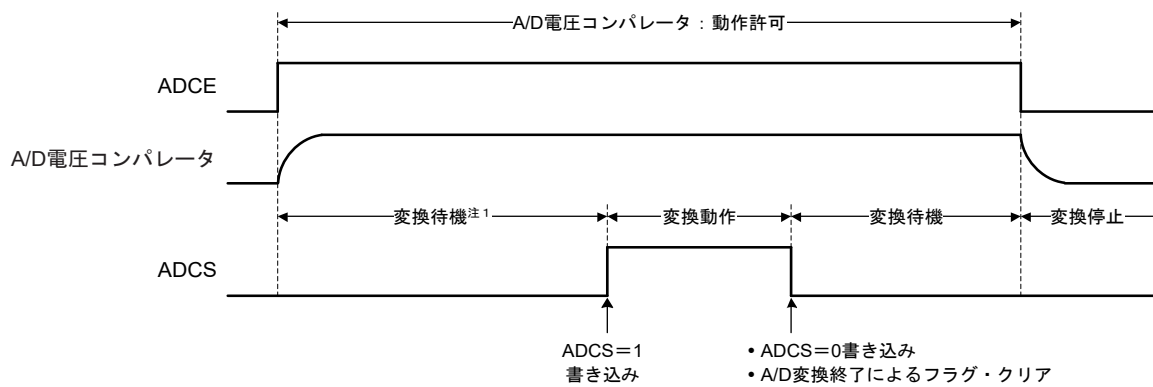 A/D電圧コンパレータ：動作許可
ADCE
A/D電圧コンパレータ
変換待機注1
変換動作
変換待機
変換停止
ADCS
ADCS＝1
書き込み
• ADCS＝0書き込み
• A/D変換終了によるフラグ・クリア